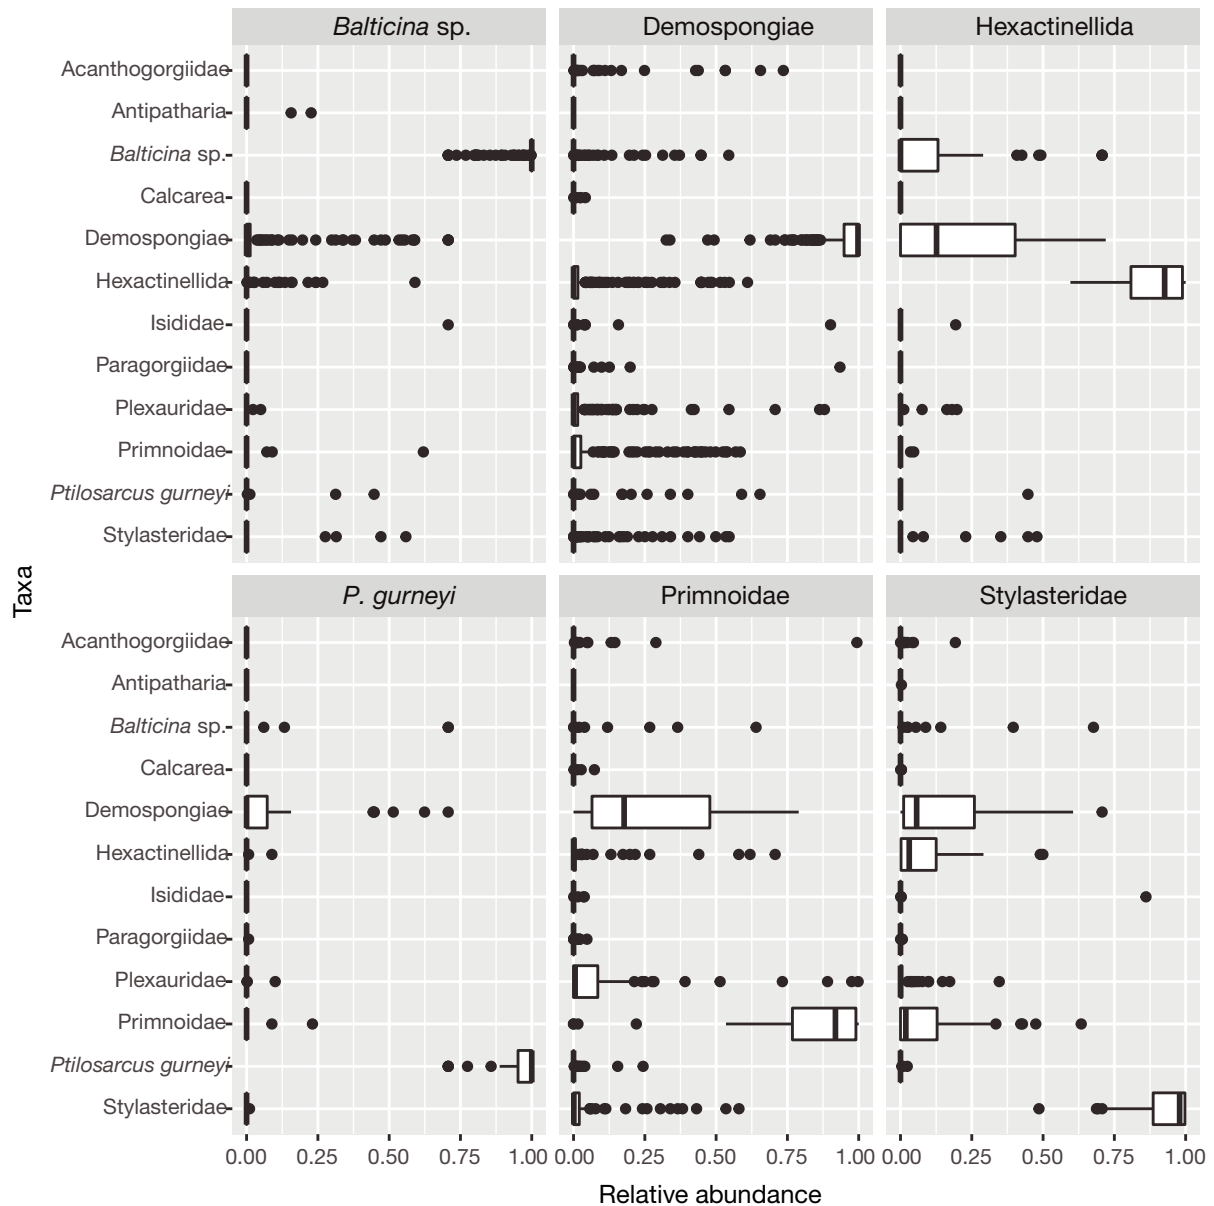 Balticina sp.
Demospongiae
Hexactinellida
Acanthogorgiidae
Antipatharia
Balticina sp.
Calcarea
Demospongiae
Hexactinellida
Isididae
Paragorgiidae
Plexauridae
Primnoidae
Ptilosarcus gurneyi
Stylasteridae
Taxa
P. gurneyi
Primnoidae
Stylasteridae
Acanthogorgiidae
Antipatharia
Balticina sp.
Calcarea
Demospongiae
Hexactinellida
Isididae
Paragorgiidae
Plexauridae
Primnoidae
Ptilosarcus gurneyi
Stylasteridae
0.00 0.25 0.50 0.75 1.00 0.00 0.25 0.50 0.75 1.00 0.00 0.25 0.50 0.75 1.00
Relative abundance